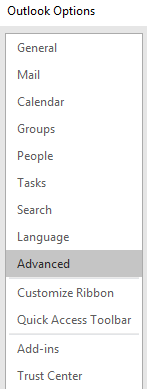 Outlook Options
General
Mail
Calendar
Groups
People
Tasks
Search
Language
Advanced
Customize Ribbon
Quick Access Toolbar
Add-ins
Trust Center